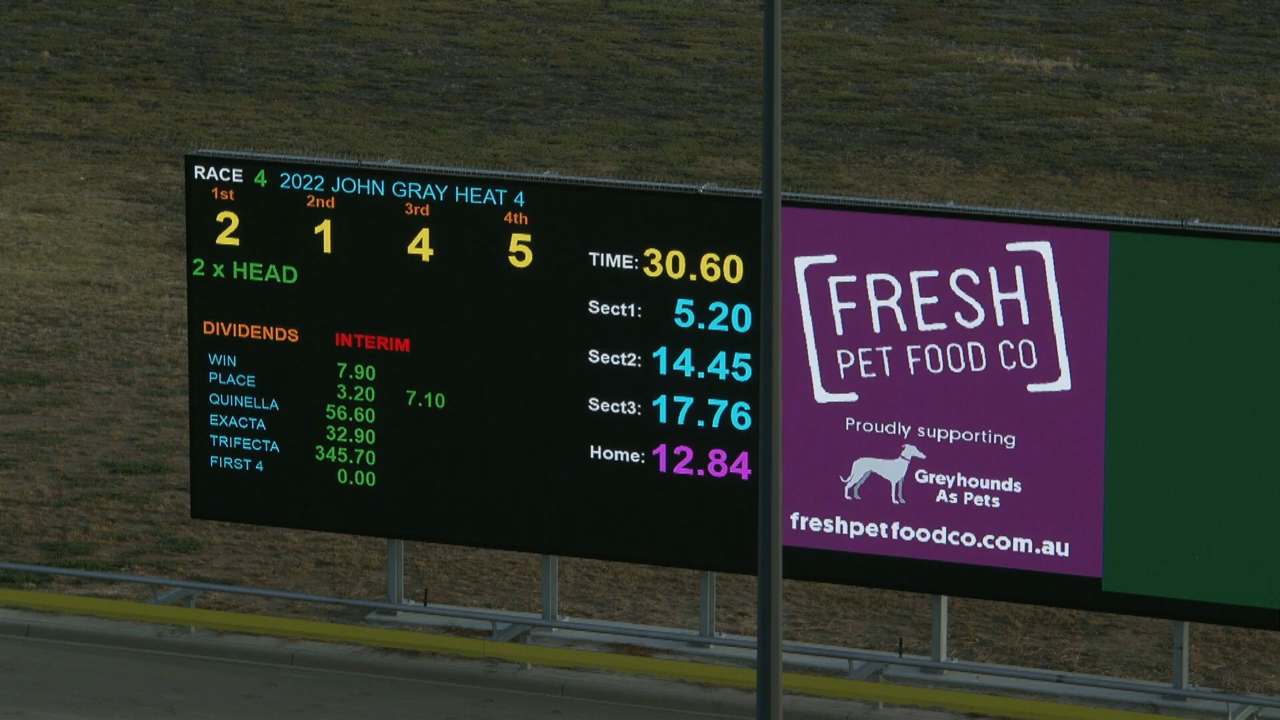 RACE 4 2022 JOHN GRAY HEAT 4
1st 2nd 3rd 4th
2 1 4 5
2 x HEAD
DIVIDENDS INTERIM
WIN 7.90
PLACE 3.20 7.10
QUINELLA 56.60
EXACTA 32.90
TRIFECTA 345.70
FIRST 4 0.00
TIME: 30.60
Sect1: 5.20
Sect2: 14.45
Sect3: 17.76
Home: 12.84
FRESH
PET FOOD CO
Proudly supporting
Greyhounds
As Pets
freshpetfoodco.com.au